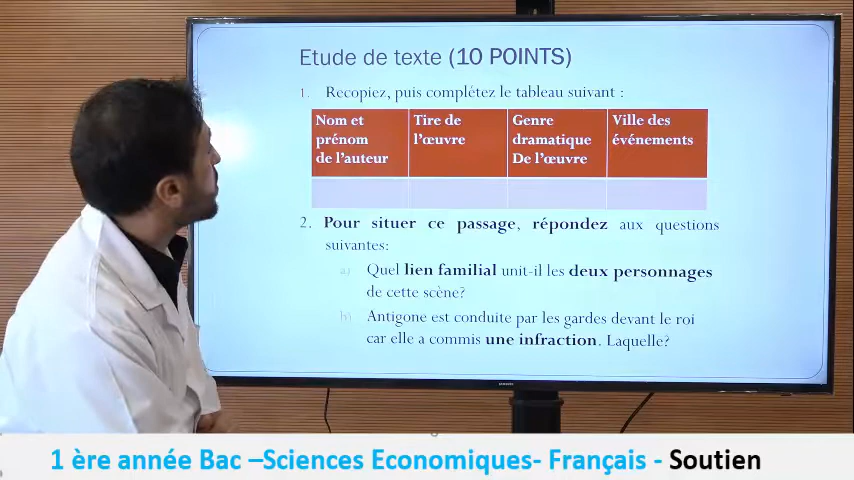 Etude de texte (10 POINTS)
1. Recopiez, puis complétez le tableau suivant :
Nom et prénom de l'auteur
Tire de l'œuvre
Genre dramatique De l'œuvre
Ville des événements
2. Pour situer ce passage, répondez aux questions
suivantes:
a) Quel lien familial unit-il les deux personnages
de cette scène?
b) Antigone est conduite par les gardes devant le roi
car elle a commis une infraction. Laquelle?
1 ère année Bac –Sciences Economiques- Français - Soutien